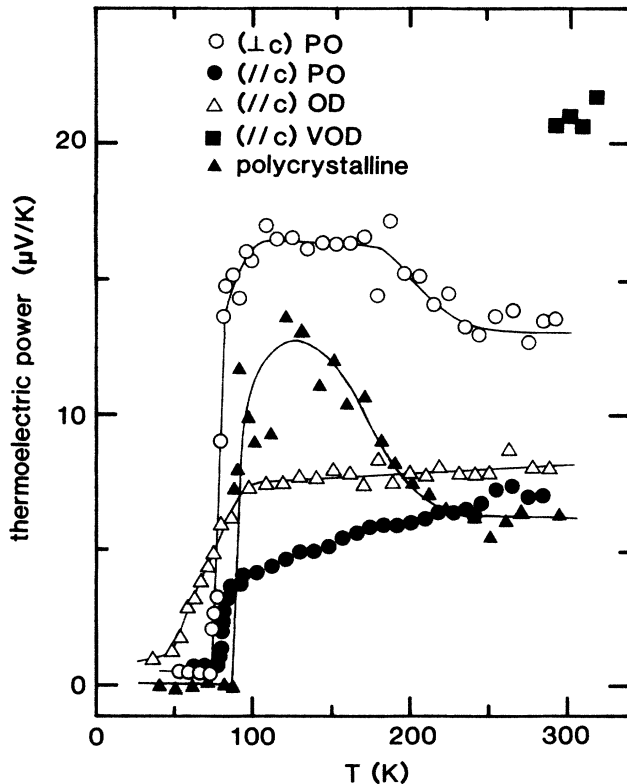 (⊥c) PO
(//c) PO
(//c) OD
(//c) VOD
polycrystalline
thermoelectric power (μV/K)
20
10
0
0
100
200
300
T (K)